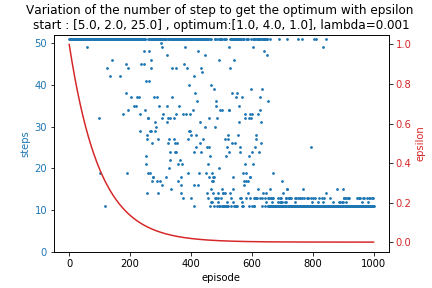 Variation of the number of step to get the optimum with epsilon
start : [5.0, 2.0, 25.0] , optimum:[1.0, 4.0, 1.0], lambda=0.001
50
40
30
20
10
0
steps
1.0
0.8
0.6
0.4
0.2
0.0
epsilon
0 200 400 600 800 1000
episode